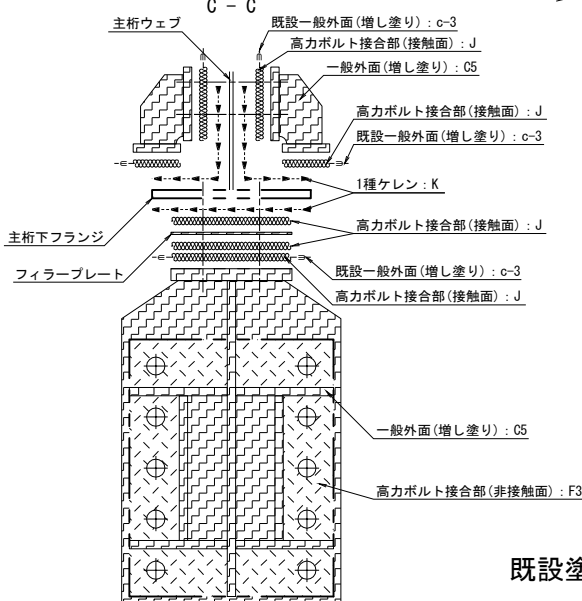 C - C
主桁ウェブ
既設一般外面(増し塗り):c-3
高力ボルト接合部(接触面):J
一般外面(増し塗り):C5
高力ボルト接合部(接触面):J
既設一般外面(増し塗り):c-3
1種ケレン:K
主桁下フランジ
高力ボルト接合部(接触面):J
フィラープレート
既設一般外面(増し塗り):c-3
高力ボルト接合部(接触面):J
一般外面(増し塗り):C5
高力ボルト接合部(非接触面):F3
既設塗